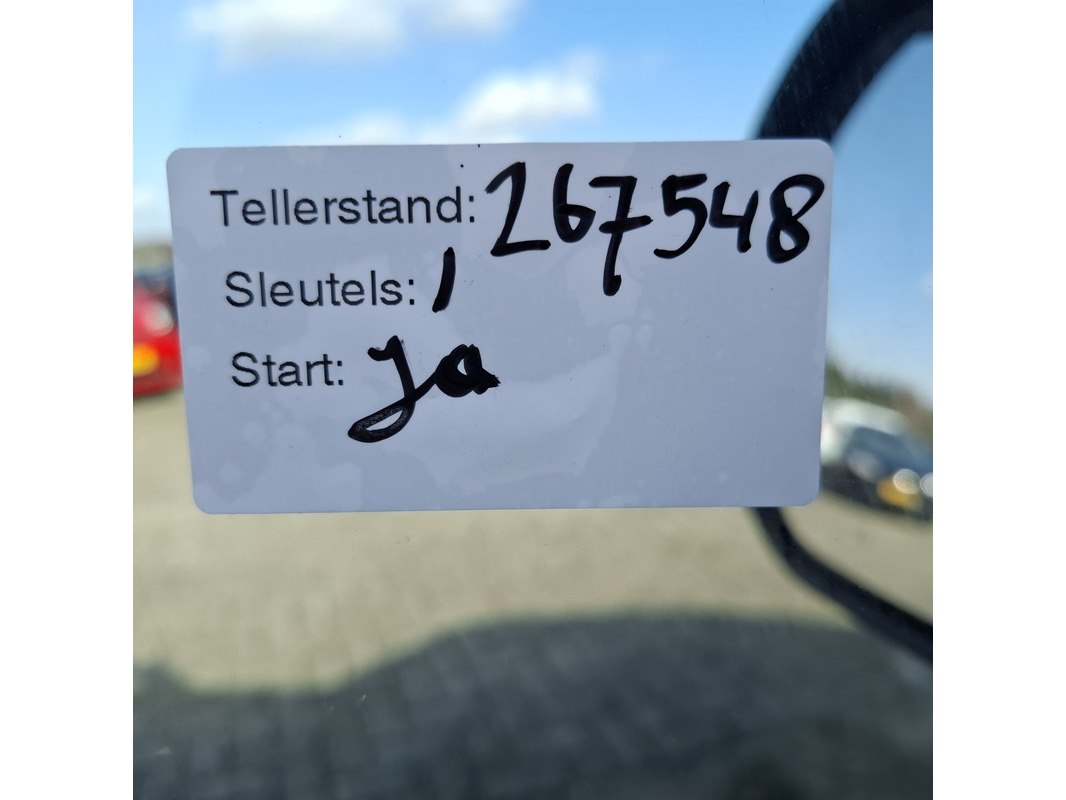 Tellerstand: 267548
Sleutels: 1
Start: Ja